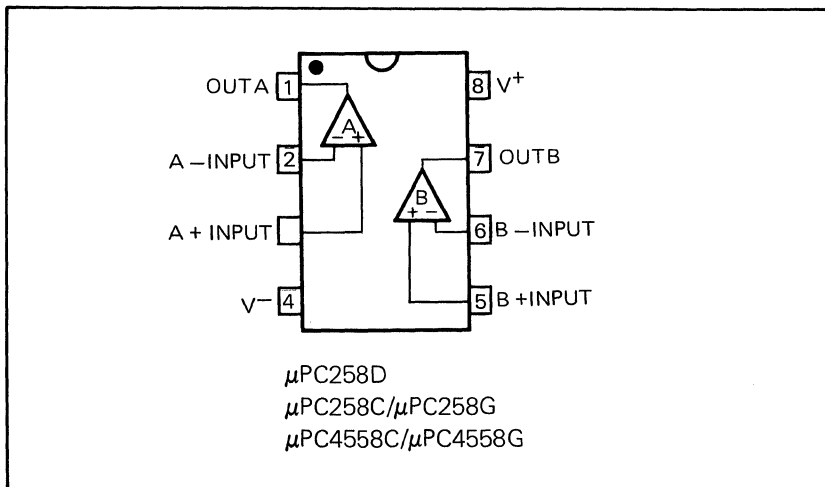 OUTA 1 8 V+
A
− +
A −INPUT 2 7 OUTB
B
+ −
A + INPUT 6 B −INPUT
V− 4 5 B +INPUT
μPC258D
μPC258C/μPC258G
μPC4558C/μPC4558G